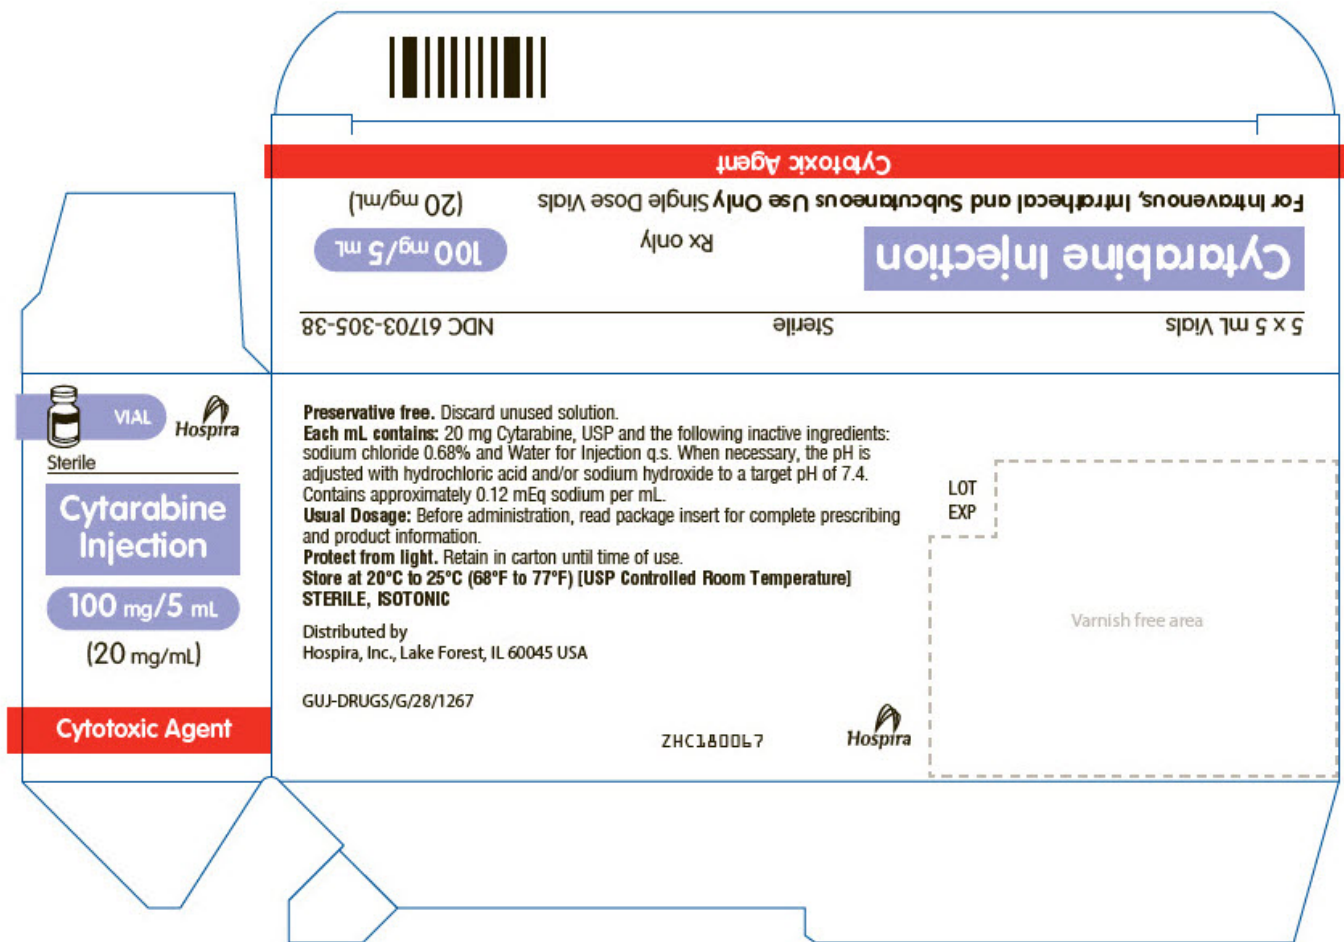 Cytotoxic Agent
For Intravenous, Intrathecal and Subcutaneous Use Only Single Dose Vials (20 mg/mL)
Cytarabine Injection Rx only 100 mg/5 mL
5 x 5 mL Vials Sterile NDC 61703-305-38
VIAL
Hospira
Sterile
Cytarabine
Injection
100 mg/5 mL
(20 mg/mL)
Cytotoxic Agent
Preservative free. Discard unused solution.
Each mL contains: 20 mg Cytarabine, USP and the following inactive ingredients:
sodium chloride 0.68% and Water for Injection q.s. When necessary, the pH is
adjusted with hydrochloric acid and/or sodium hydroxide to a target pH of 7.4.
Contains approximately 0.12 mEq sodium per mL.
Usual Dosage: Before administration, read package insert for complete prescribing
and product information.
Protect from light. Retain in carton until time of use.
Store at 20°C to 25°C (68°F to 77°F) [USP Controlled Room Temperature]
STERILE, ISOTONIC
Distributed by
Hospira, Inc., Lake Forest, IL 60045 USA
GUJ-DRUGS/G/28/1267
ZHC180067
Hospira
LOT
EXP
Varnish free area